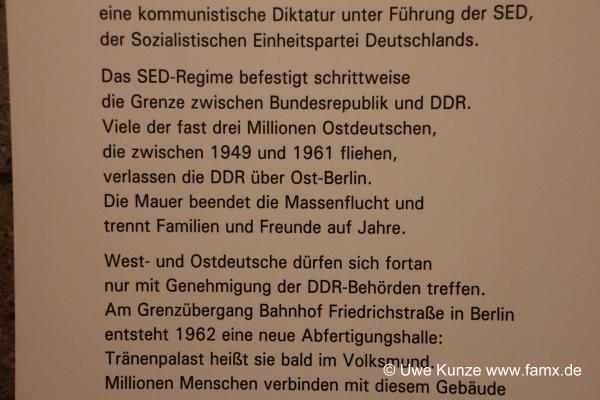 eine kommunistische Diktatur unter Führung der SED,
der Sozialistischen Einheitspartei Deutschlands.
Das SED-Regime befestigt schrittweise
die Grenze zwischen Bundesrepublik und DDR.
Viele der fast drei Millionen Ostdeutschen,
die zwischen 1949 und 1961 fliehen,
verlassen die DDR über Ost-Berlin.
Die Mauer beendet die Massenflucht und
trennt Familien und Freunde auf Jahre.
West- und Ostdeutsche dürfen sich fortan
nur mit Genehmigung der DDR-Behörden treffen.
Am Grenzübergang Bahnhof Friedrichstraße in Berlin
entsteht 1962 eine neue Abfertigungshalle:
Tränenpalast heißt sie bald im Volksmund.
Millionen Menschen verbinden mit diesem Gebäude
© Uwe Kunze www.famx.de